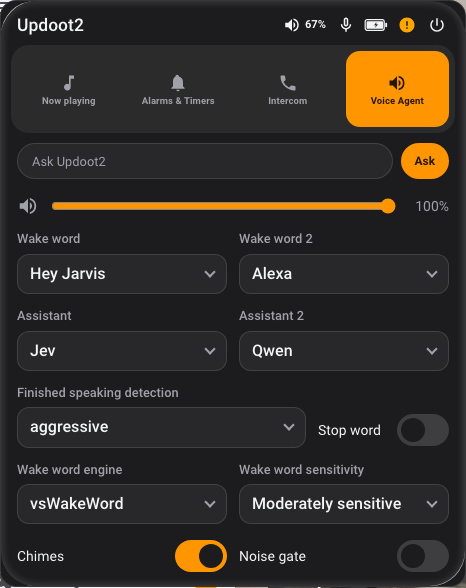 Updoot2 67%
Now playing Alarms & Timers Intercom Voice Agent
Ask Updoot2 Ask
100%
Wake word Wake word 2
Hey Jarvis Alexa
Assistant Assistant 2
Jev Qwen
Finished speaking detection
aggressive Stop word
Wake word engine Wake word sensitivity
vsWakeWord Moderately sensitive
Chimes Noise gate